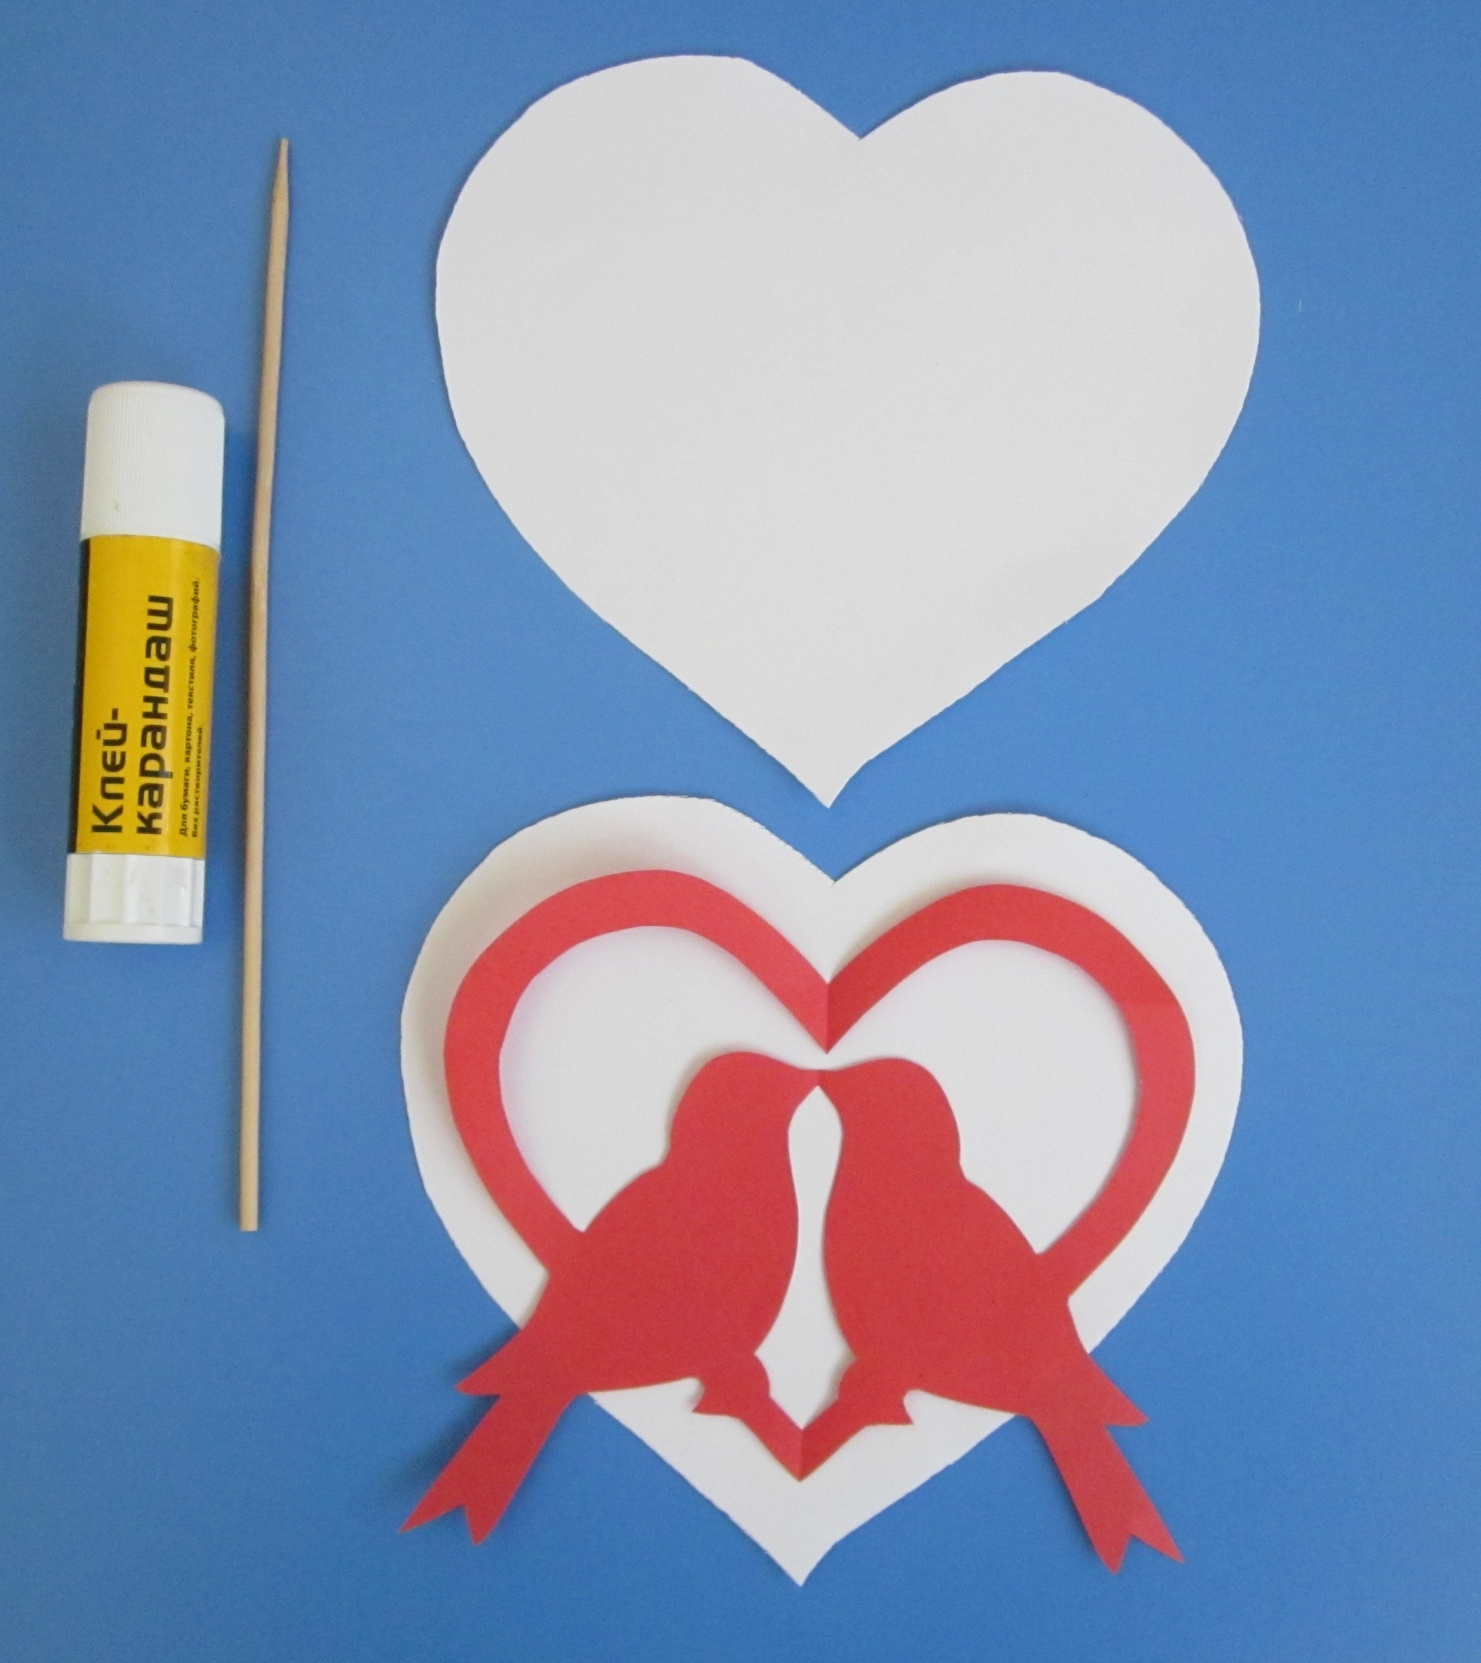 Клей-
карандаш
Для бумаги, картона, текстиля, фотографий.
Без растворителей.